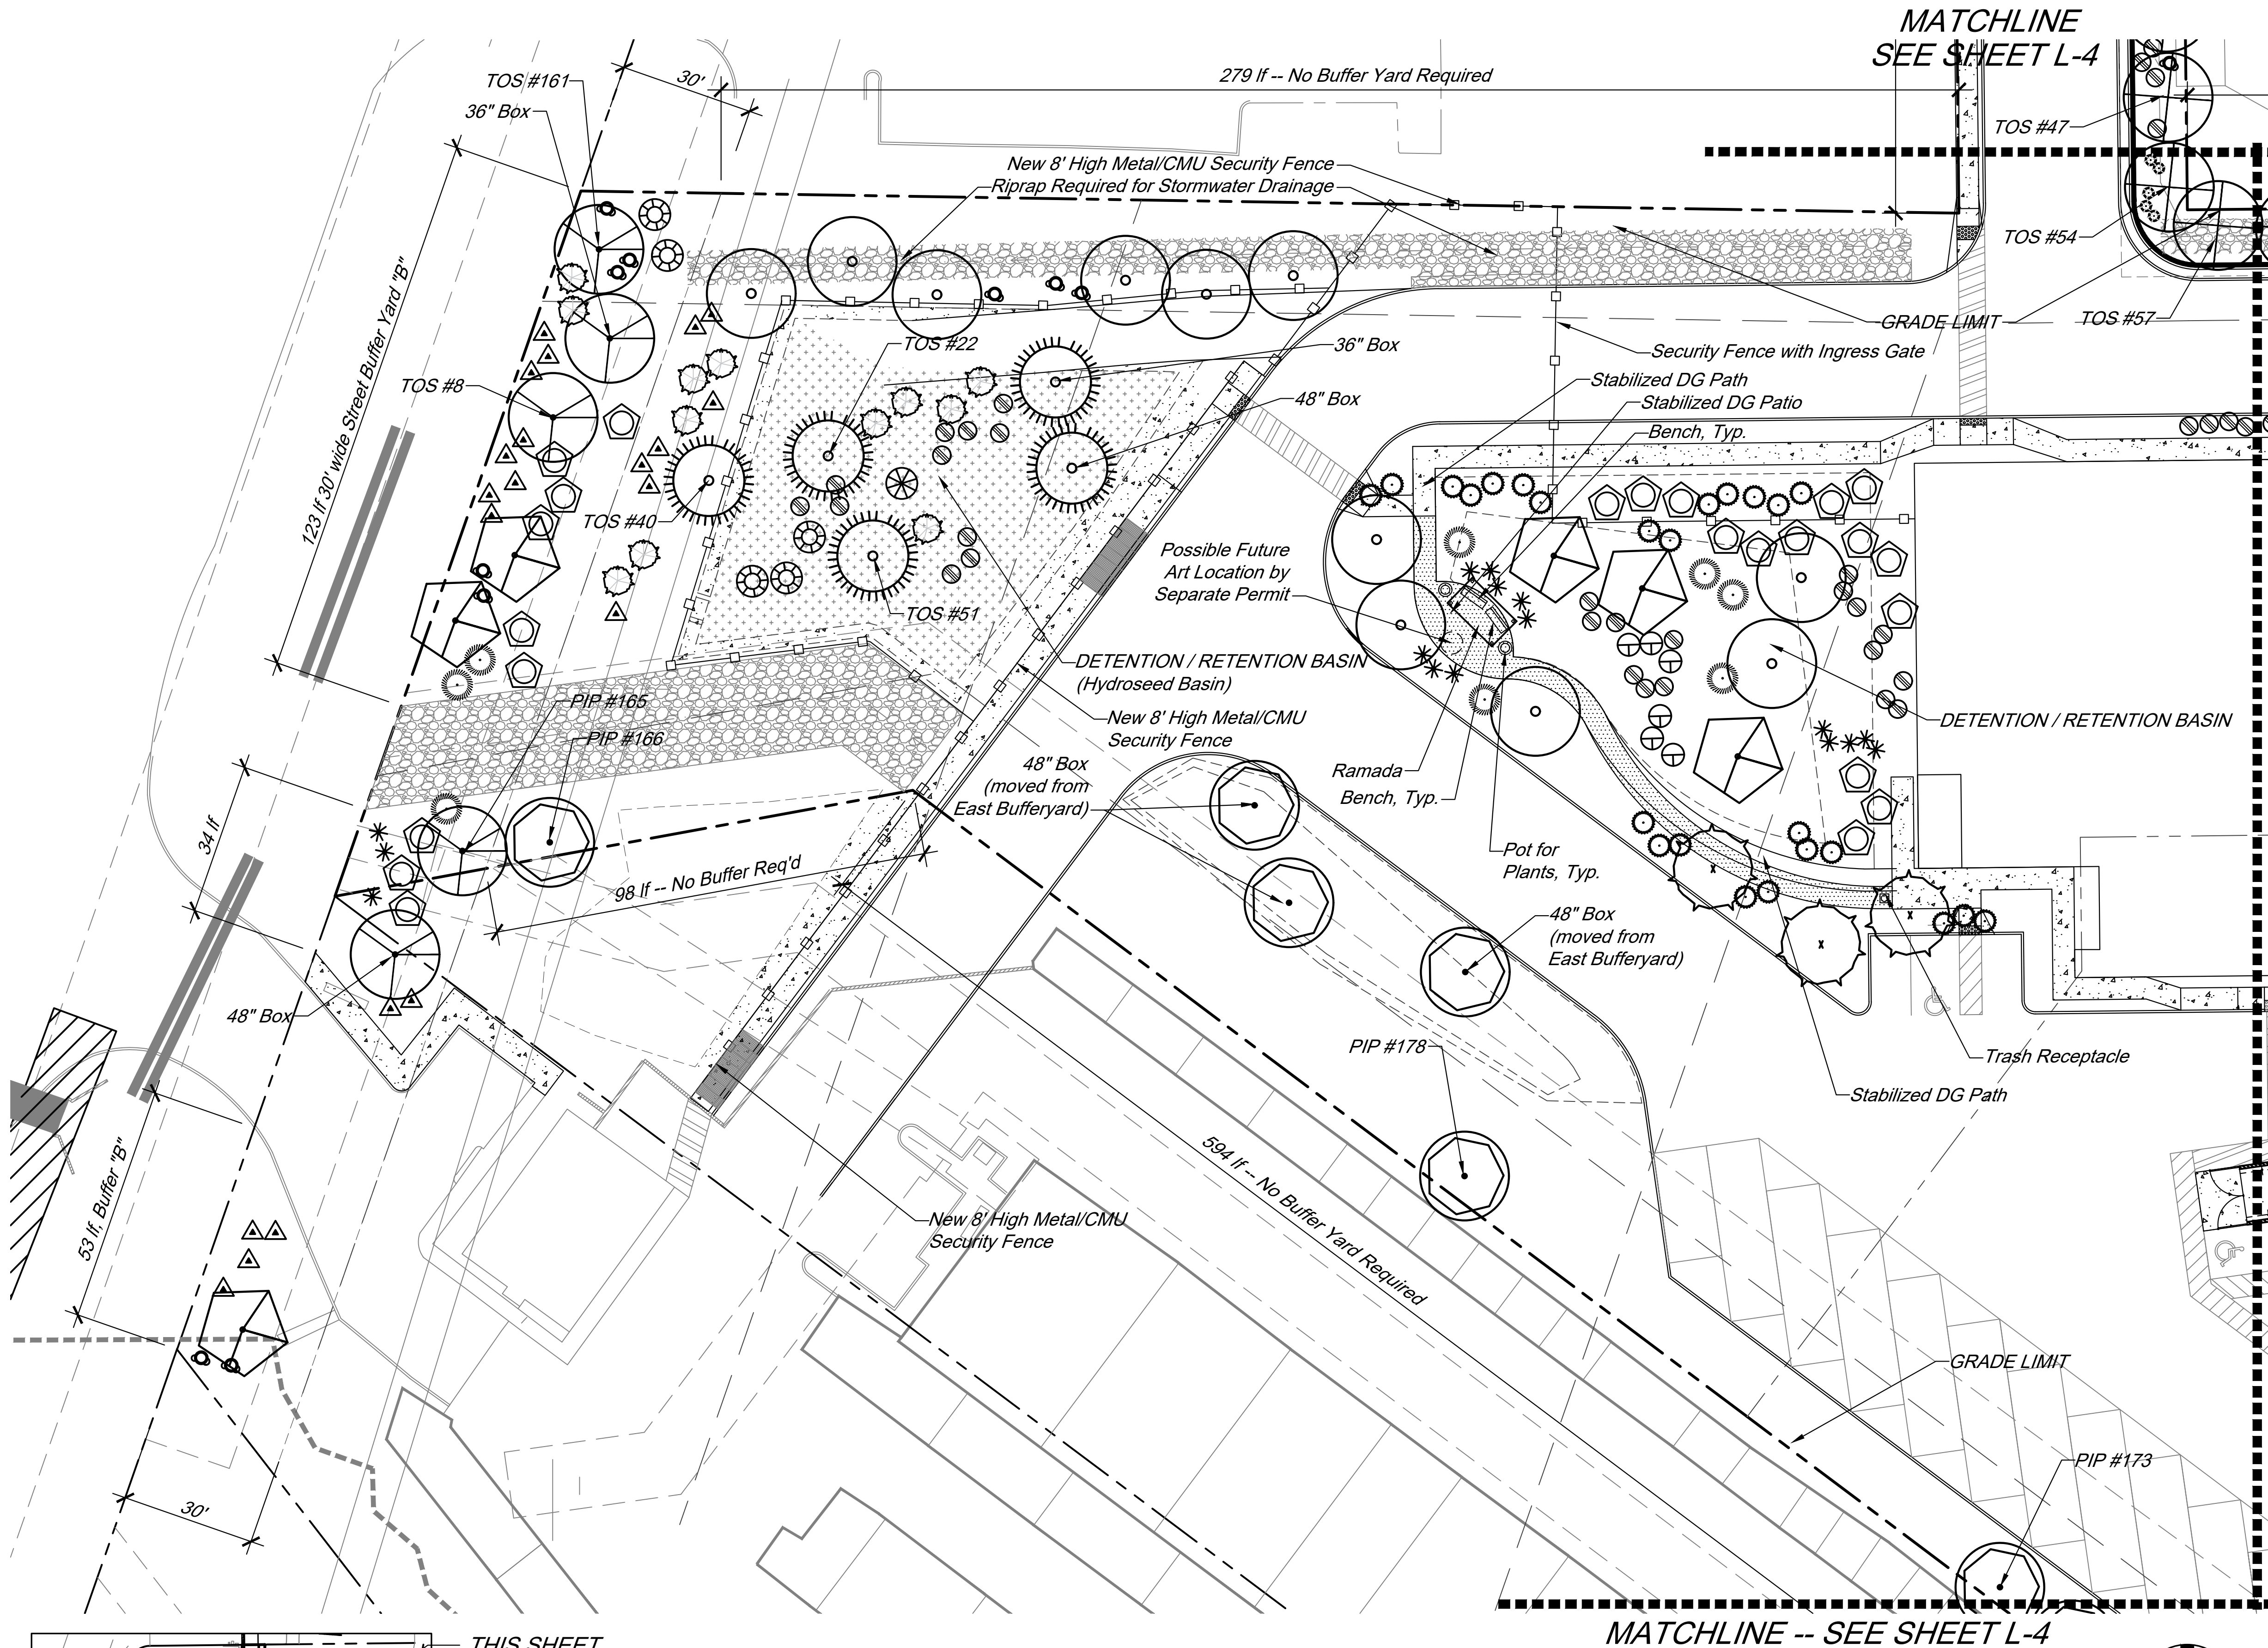 MATCHLINE
SEE SHEET L-4
TOS #161
30'
279 lf -- No Buffer Yard Required
36" Box
TOS #47
New 8' High Metal/CMU Security Fence
Riprap Required for Stormwater Drainage
TOS #54
123 lf 30' wide Street Buffer Yard "B"
GRADE LIMIT
TOS #57
TOS #22
36" Box
Security Fence with Ingress Gate
TOS #8
Stabilized DG Path
48" Box
Stabilized DG Patio
Bench, Typ.
TOS #40
Possible Future
Art Location by
Separate Permit
TOS #51
DETENTION / RETENTION BASIN
(Hydroseed Basin)
PIP #165
New 8' High Metal/CMU
Security Fence
DETENTION / RETENTION BASIN
PIP #166
48" Box
(moved from
East Bufferyard)
Ramada
Bench, Typ.
34 lf
Pot for
Plants, Typ.
98 lf -- No Buffer Req'd
48" Box
(moved from
East Bufferyard)
48" Box
PIP #178
Trash Receptacle
Stabilized DG Path
53 lf, Buffer "B"
594 lf -- No Buffer Yard Required
New 8' High Metal/CMU
Security Fence
GRADE LIMIT
PIP #173
30'
MATCHLINE -- SEE SHEET L-4
THIS SHEET